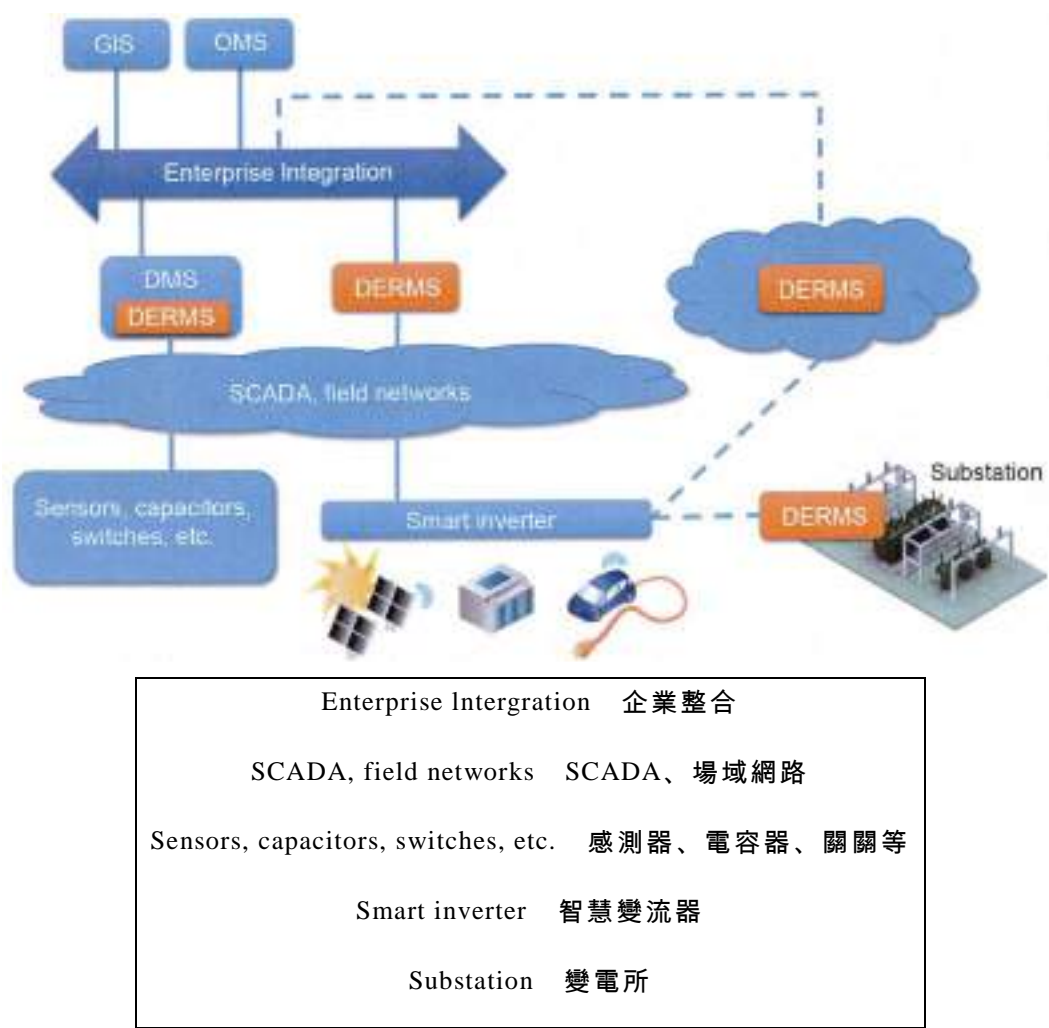 GIS
OMS
Enterprise Integration
DMS
DERMS
DERMS
DERMS
SCADA, field networks
Substation
Sensors, capacitors,
switches, etc.
Smart inverter
DERMS
Enterprise lntergration 企業整合
SCADA, field networks SCADA、場域網路
Sensors, capacitors, switches, etc. 感測器、電容器、關關等
Smart inverter 智慧變流器
Substation 變電所